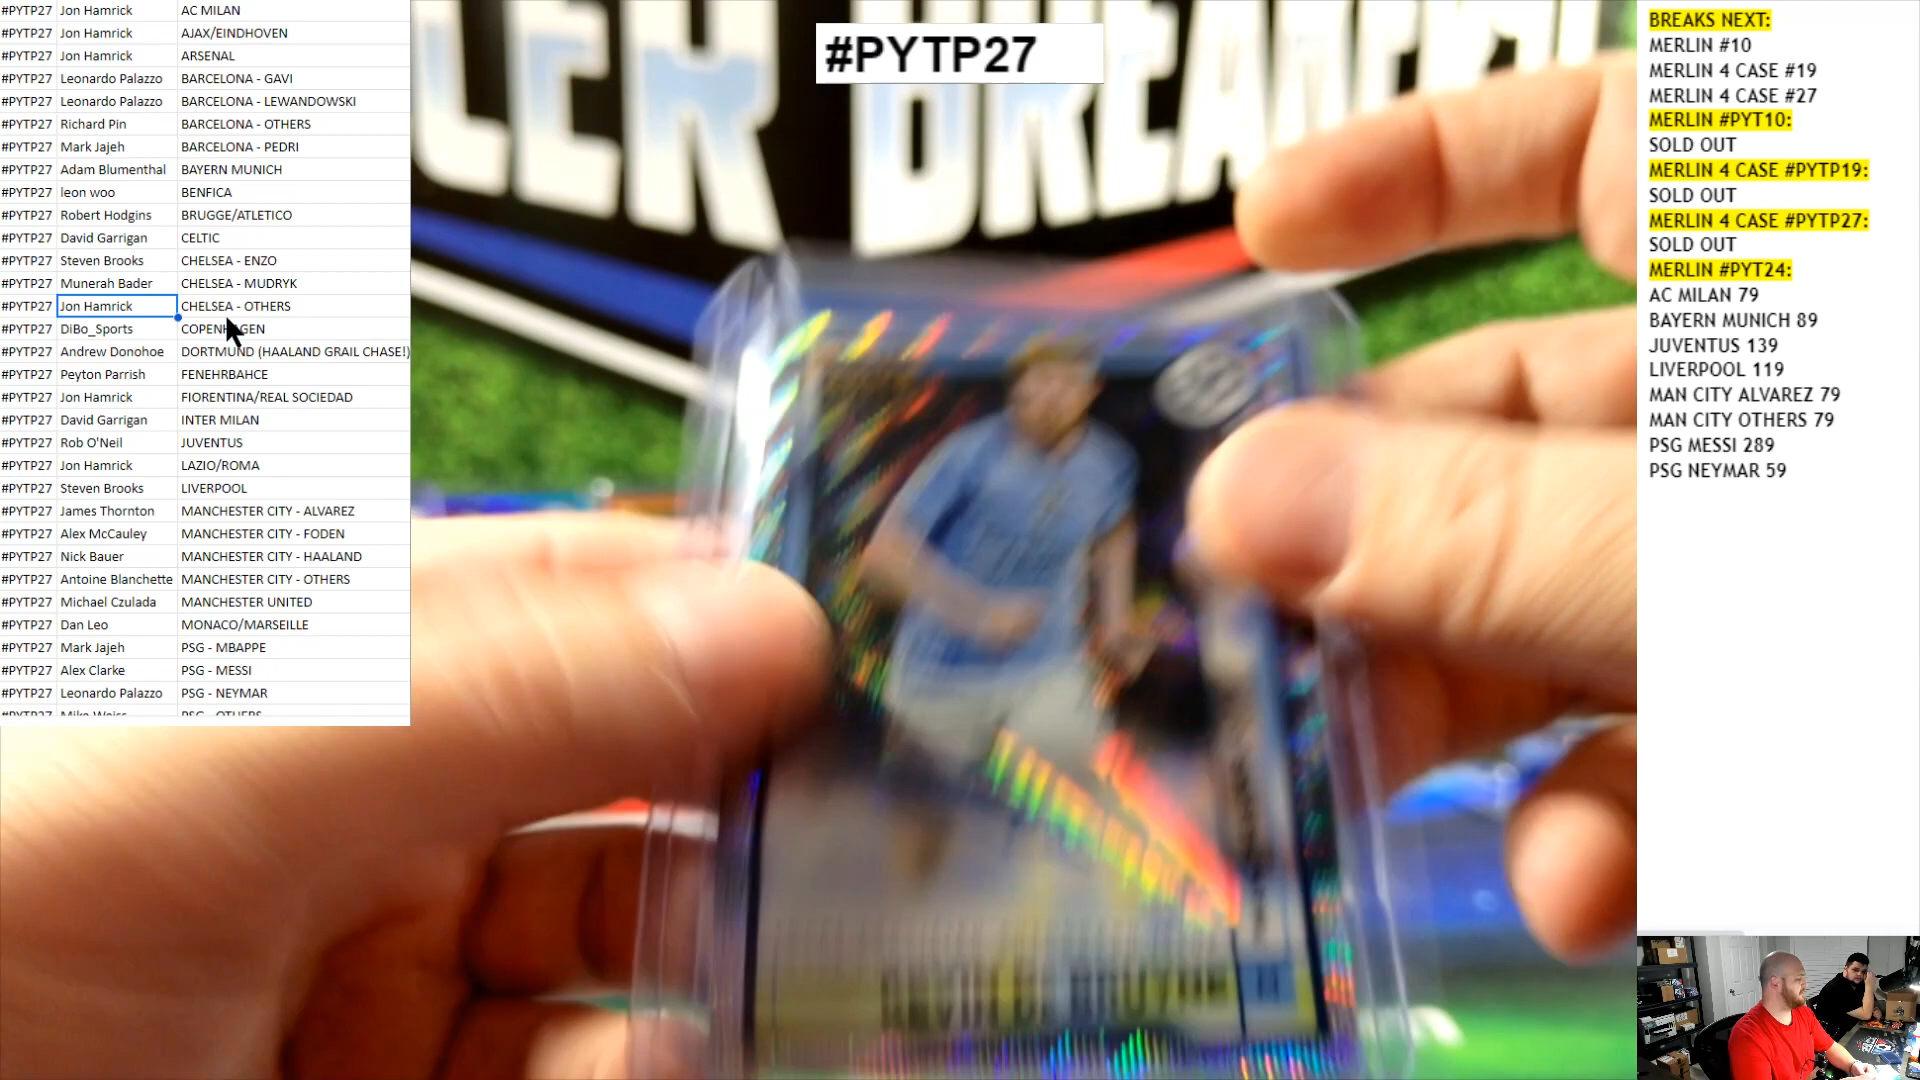 #PYTP27 Jon Hamrick AC MILAN
#PYTP27 Jon Hamrick AJAX/EINDHOVEN
#PYTP27 Jon Hamrick ARSENAL
#PYTP27 Leonardo Palazzo BARCELONA - GAVI
#PYTP27 Leonardo Palazzo BARCELONA - LEWANDOWSKI
#PYTP27 Richard Pin BARCELONA - OTHERS
#PYTP27 Mark Jajeh BARCELONA - PEDRI
#PYTP27 Adam Blumenthal BAYERN MUNICH
#PYTP27 leon woo BENFICA
#PYTP27 Robert Hodgins BRUGGE/ATLETICO
#PYTP27 David Garrigan CELTIC
#PYTP27 Steven Brooks CHELSEA - ENZO
#PYTP27 Munerah Bader CHELSEA - MUDRYK
#PYTP27 Jon Hamrick CHELSEA - OTHERS
#PYTP27 DiBo_Sports COPENHAGEN
#PYTP27 Andrew Donohoe DORTMUND (HAALAND GRAIL CHASE!)
#PYTP27 Peyton Parrish FENEHRBAHCE
#PYTP27 Jon Hamrick FIORENTINA/REAL SOCIEDAD
#PYTP27 David Garrigan INTER MILAN
#PYTP27 Rob O'Neil JUVENTUS
#PYTP27 Jon Hamrick LAZIO/ROMA
#PYTP27 Steven Brooks LIVERPOOL
#PYTP27 James Thornton MANCHESTER CITY - ALVAREZ
#PYTP27 Alex McCauley MANCHESTER CITY - FODEN
#PYTP27 Nick Bauer MANCHESTER CITY - HAALAND
#PYTP27 Antoine Blanchette MANCHESTER CITY - OTHERS
#PYTP27 Michael Czulada MANCHESTER UNITED
#PYTP27 Dan Leo MONACO/MARSEILLE
#PYTP27 Mark Jajeh PSG - MBAPPE
#PYTP27 Alex Clarke PSG - MESSI
#PYTP27 Leonardo Palazzo PSG - NEYMAR
#PYTP27 Mike Weiss PSG - OTHERS
#PYTP27
BREAKS NEXT:
MERLIN #10
MERLIN 4 CASE #19
MERLIN 4 CASE #27
MERLIN #PYT10:
SOLD OUT
MERLIN 4 CASE #PYTP19:
SOLD OUT
MERLIN 4 CASE #PYTP27:
SOLD OUT
MERLIN #PYT24:
AC MILAN 79
BAYERN MUNICH 89
JUVENTUS 139
LIVERPOOL 119
MAN CITY ALVAREZ 79
MAN CITY OTHERS 79
PSG MESSI 289
PSG NEYMAR 59